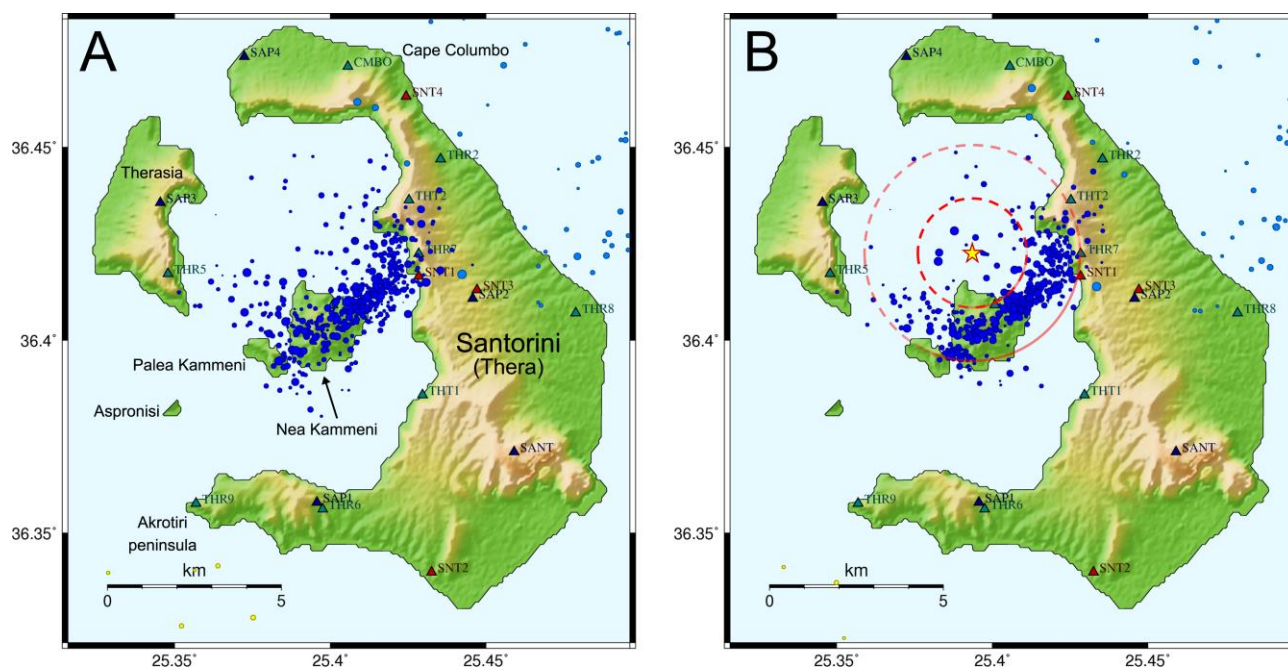 A
SAP4
Cape Columbo
CMBO
SNT4
36.45°
THR2
Therasia
SAP3
THT2
THR7
THR5
SNT1
SNT3
SAP2
THR8
36.4°
Santorini
(Thera)
Palea Kammeni
THT1
Aspronisi
Nea Kammeni
SANT
SAP1
THR9
THR6
Akrotiri
peninsula
36.35°
SNT2
km
0
5
25.35°
25.4°
25.45°
B
SAP4
CMBO
SNT4
36.45°
THR2
SAP3
THT2
THR7
THR5
SNT1
SNT3
SAP2
THR8
36.4°
THT1
SANT
SAP1
THR9
THR6
36.35°
SNT2
km
0
5
25.35°
25.4°
25.45°